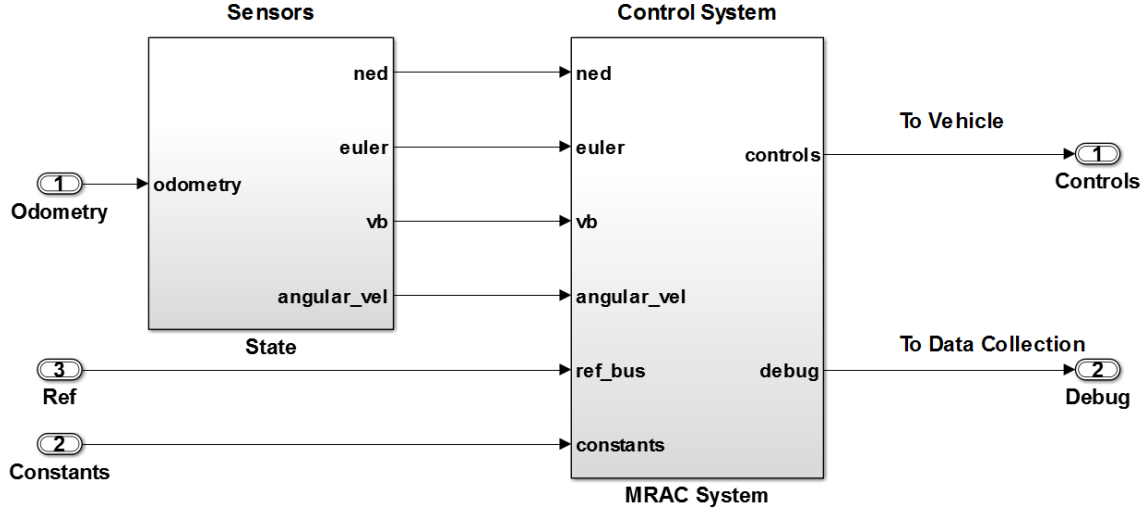 Sensors
Control System
ned
ned
euler
euler
To Vehicle
controls
1
Controls
1
Odometry
odometry
vb
vb
angular_vel
angular_vel
State
To Data Collection
3
Ref
ref_bus
debug
2
Debug
2
Constants
constants
MRAC System